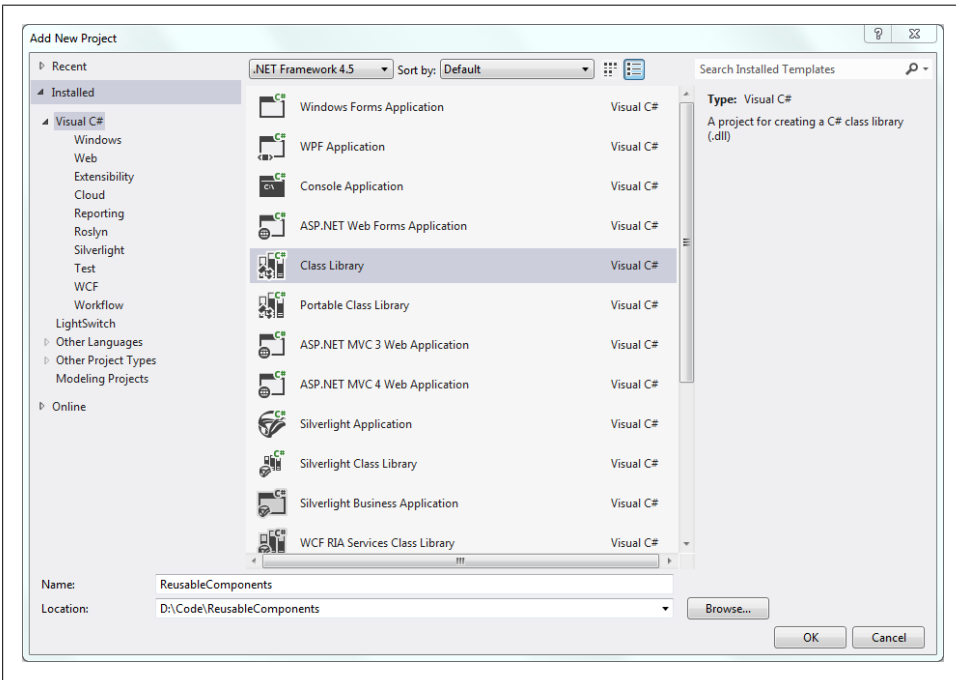 Add New Project
Recent
.NET Framework 4.5 Sort by: Default
Search Installed Templates
Installed
Visual C#
Windows
Web
Extensibility
Cloud
Reporting
Roslyn
Silverlight
Test
WCF
Workflow
LightSwitch
Other Languages
Other Project Types
Modeling Projects
Online
Windows Forms Application Visual C#
WPF Application Visual C#
Console Application Visual C#
ASP.NET Web Forms Application Visual C#
Class Library Visual C#
Portable Class Library Visual C#
ASP.NET MVC 3 Web Application Visual C#
ASP.NET MVC 4 Web Application Visual C#
Silverlight Application Visual C#
Silverlight Class Library Visual C#
Silverlight Business Application Visual C#
WCF RIA Services Class Library Visual C#
Type: Visual C#
A project for creating a C# class library
(.dll)
Name: ReusableComponents
Location: D:\Code\ReusableComponents
Browse...
OK Cancel